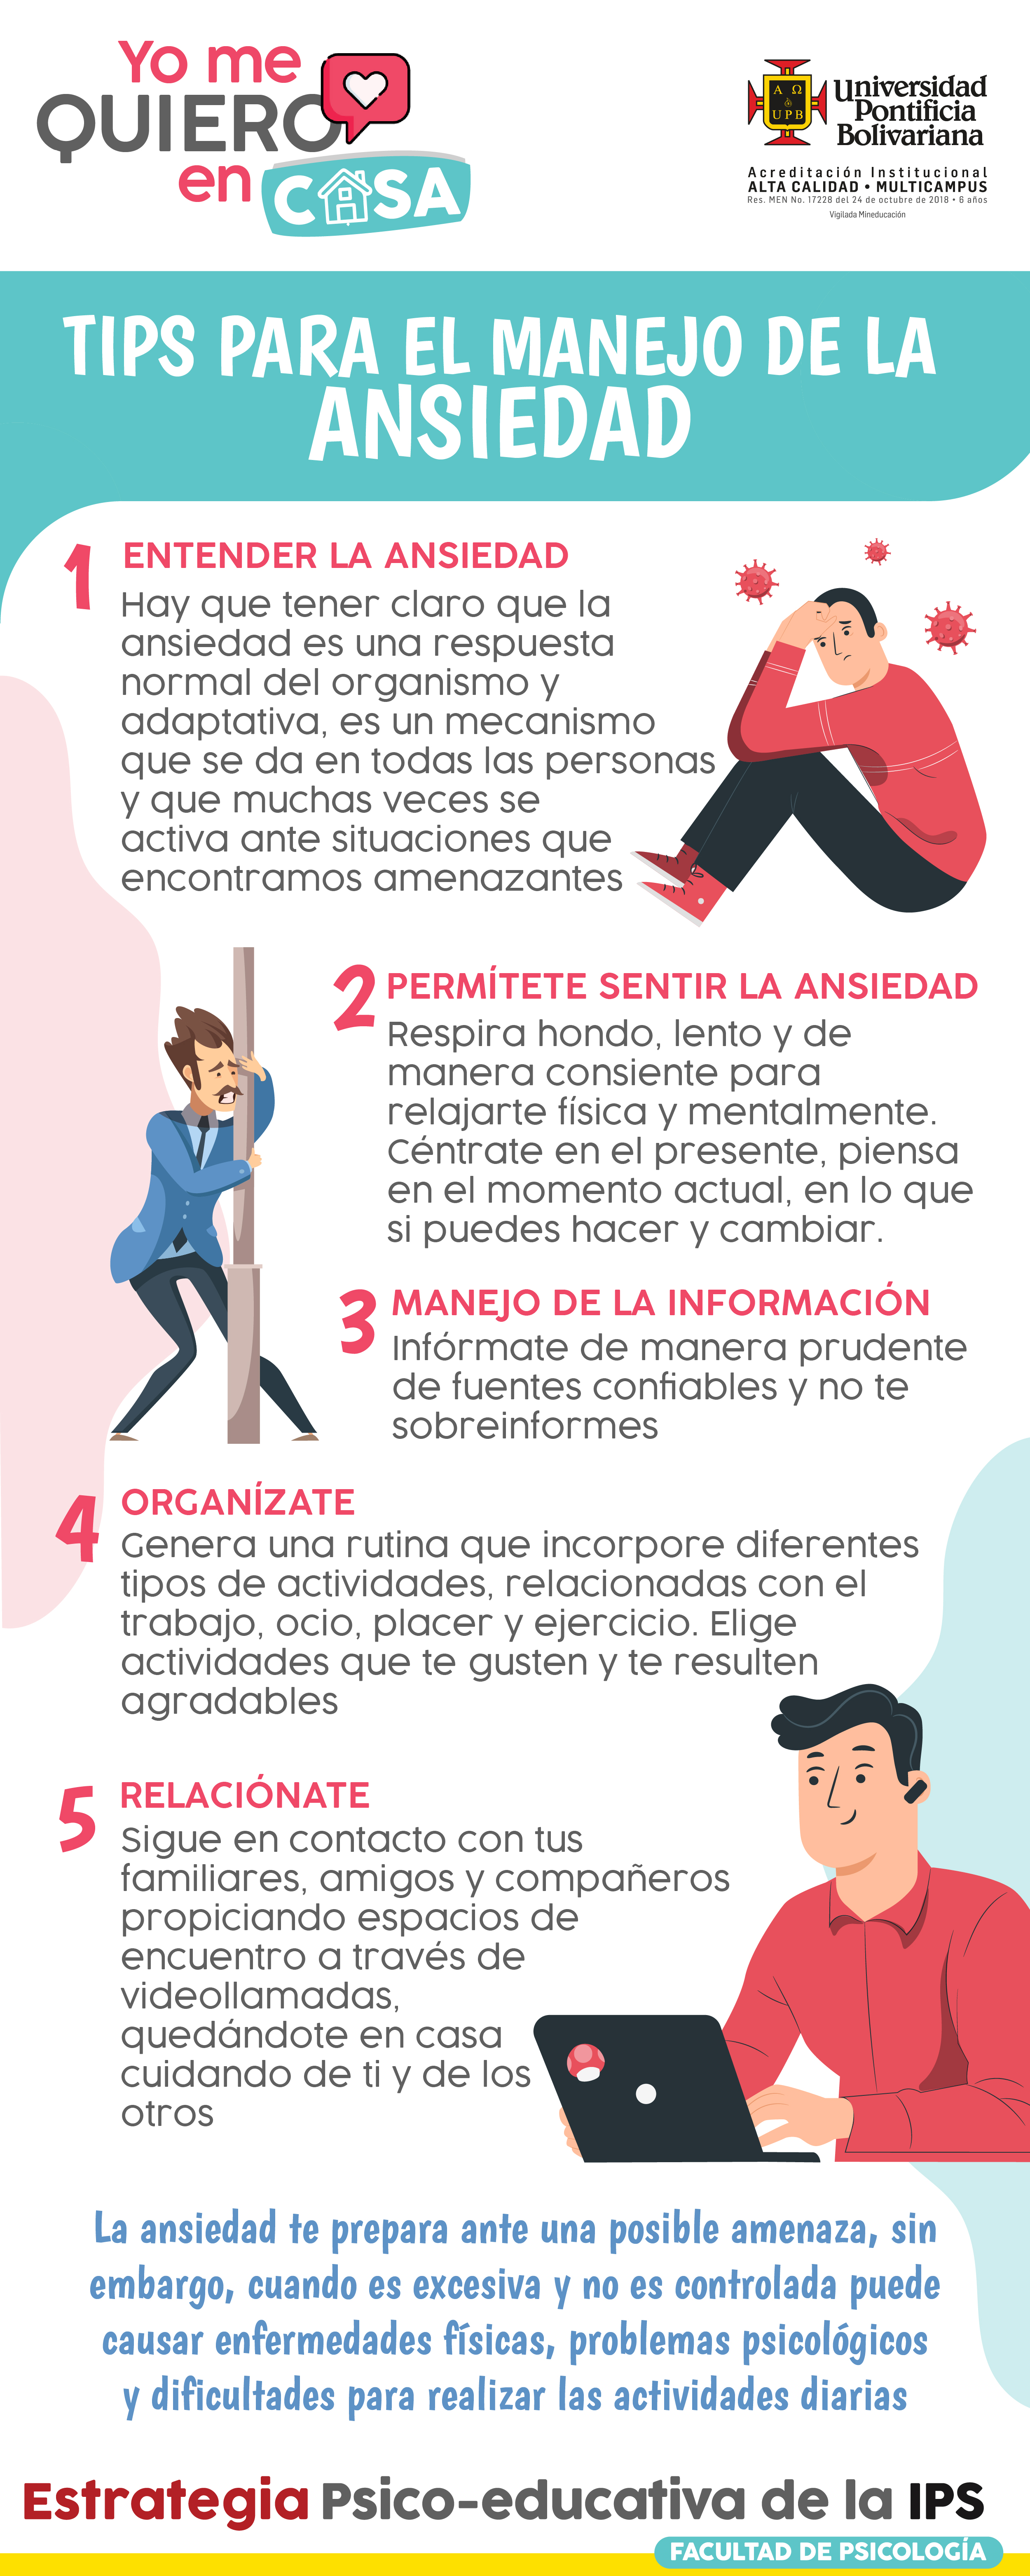 Yo me
QUIERO
en CASA
A Ω
UPB
Universidad
Pontificia
Bolivariana
Acreditación Institucional
ALTA CALIDAD • MULTICAMPUS
Res. MEN No. 17228 del 24 de octubre de 2018 • 6 años
Vigilada Mineducación
TIPS PARA EL MANEJO DE LA
ANSIEDAD
1 ENTENDER LA ANSIEDAD
Hay que tener claro que la
ansiedad es una respuesta
normal del organismo y
adaptativa, es un mecanismo
que se da en todas las personas
y que muchas veces se
activa ante situaciones que
encontramos amenazantes
2 PERMÍTETE SENTIR LA ANSIEDAD
Respira hondo, lento y de
manera consiente para
relajarte física y mentalmente.
Céntrate en el presente, piensa
en el momento actual, en lo que
si puedes hacer y cambiar.
3 MANEJO DE LA INFORMACIÓN
Infórmate de manera prudente
de fuentes confiables y no te
sobreinformes
4 ORGANÍZATE
Genera una rutina que incorpore diferentes
tipos de actividades, relacionadas con el
trabajo, ocio, placer y ejercicio. Elige
actividades que te gusten y te resulten
agradables
5 RELACIÓNATE
Sigue en contacto con tus
familiares, amigos y compañeros
propiciando espacios de
encuentro a través de
videollamadas,
quedándote en casa
cuidando de ti y de los
otros
La ansiedad te prepara ante una posible amenaza, sin
embargo, cuando es excesiva y no es controlada puede
causar enfermedades físicas, problemas psicológicos
y dificultades para realizar las actividades diarias
Estrategia Psico-educativa de la IPS
FACULTAD DE PSICOLOGÍA